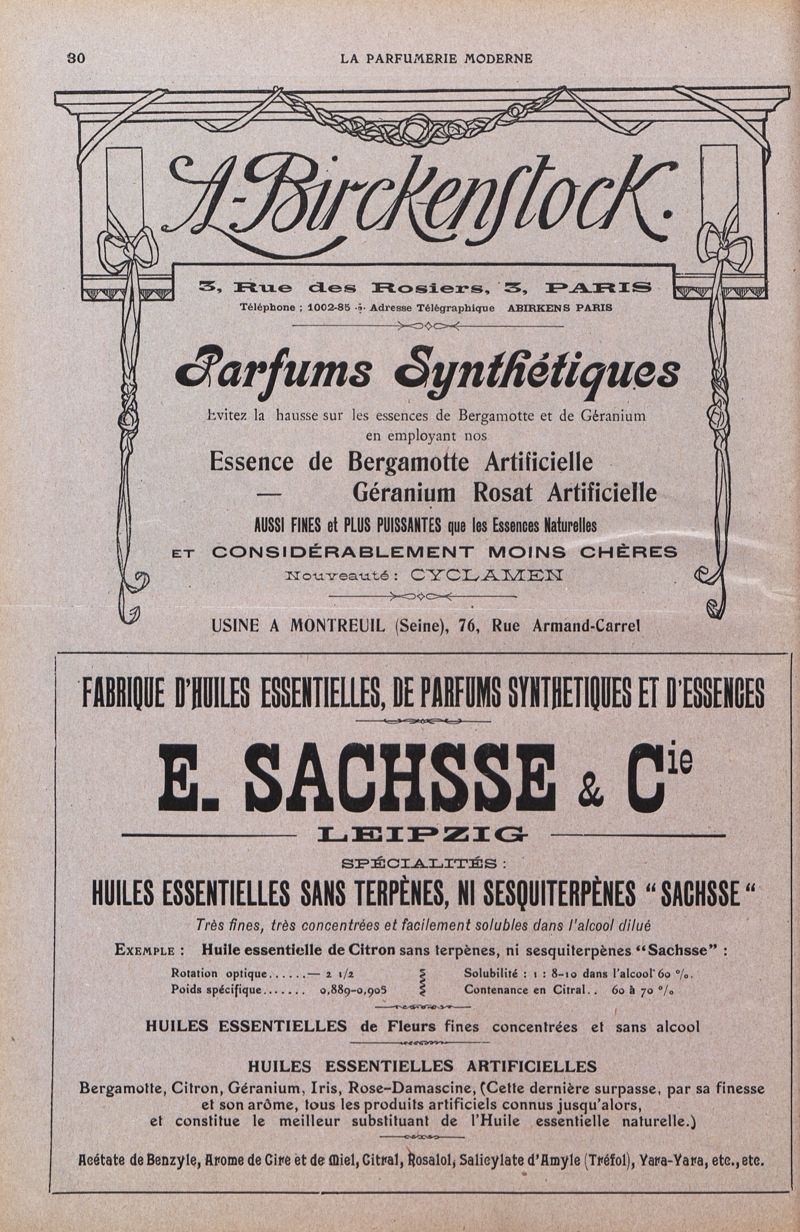 30
LA PARFUMERIE MODERNE
A-Birckenstock.
3, Rue des Rosiers, 3, PARIS
Téléphone : 1002-85 ·:· Adresse Télégraphique ABIRKENS PARIS
Parfums Synthétiques
Evitez la hausse sur les essences de Bergamotte et de Géranium
en employant nos
Essence de Bergamotte Artificielle
— Géranium Rosat Artificielle
AUSSI FINES et PLUS PUISSANTES que les Essences Naturelles
ET CONSIDÉRABLEMENT MOINS CHÈRES
Nouveauté : CYCLAMEN
USINE A MONTREUIL (Seine), 76, Rue Armand-Carrel
FABRIQUE D'HUILES ESSENTIELLES, DE PARFUMS SYNTHETIQUES ET D'ESSENCES
E. SACHSSE & Cie
LEIPZIG
SPÉCIALITÉS :
HUILES ESSENTIELLES SANS TERPÈNES, NI SESQUITERPÈNES “ SACHSSE “
Très fines, très concentrées et facilement solubles dans l'alcool dilué
EXEMPLE : Huile essentielle de Citron sans terpènes, ni sesquiterpènes “Sachsse” :
Rotation optique......— 2 1/2
Poids spécifique....... 0,889-0,905
Solubilité : 1 : 8-10 dans l'alcool 60 %.
Contenance en Citral.. 60 à 70 %
HUILES ESSENTIELLES de Fleurs fines concentrées et sans alcool
HUILES ESSENTIELLES ARTIFICIELLES
Bergamotte, Citron, Géranium, Iris, Rose-Damascine, (Cette dernière surpasse, par sa finesse
et son arôme, tous les produits artificiels connus jusqu'alors,
et constitue le meilleur substituant de l'Huile essentielle naturelle.)
Acétate de Benzyle, Arome de Cire et de Miel, Citral, Rosalol, Salicylate d'Amyle (Tréfol), Yara-Yara, etc., etc.